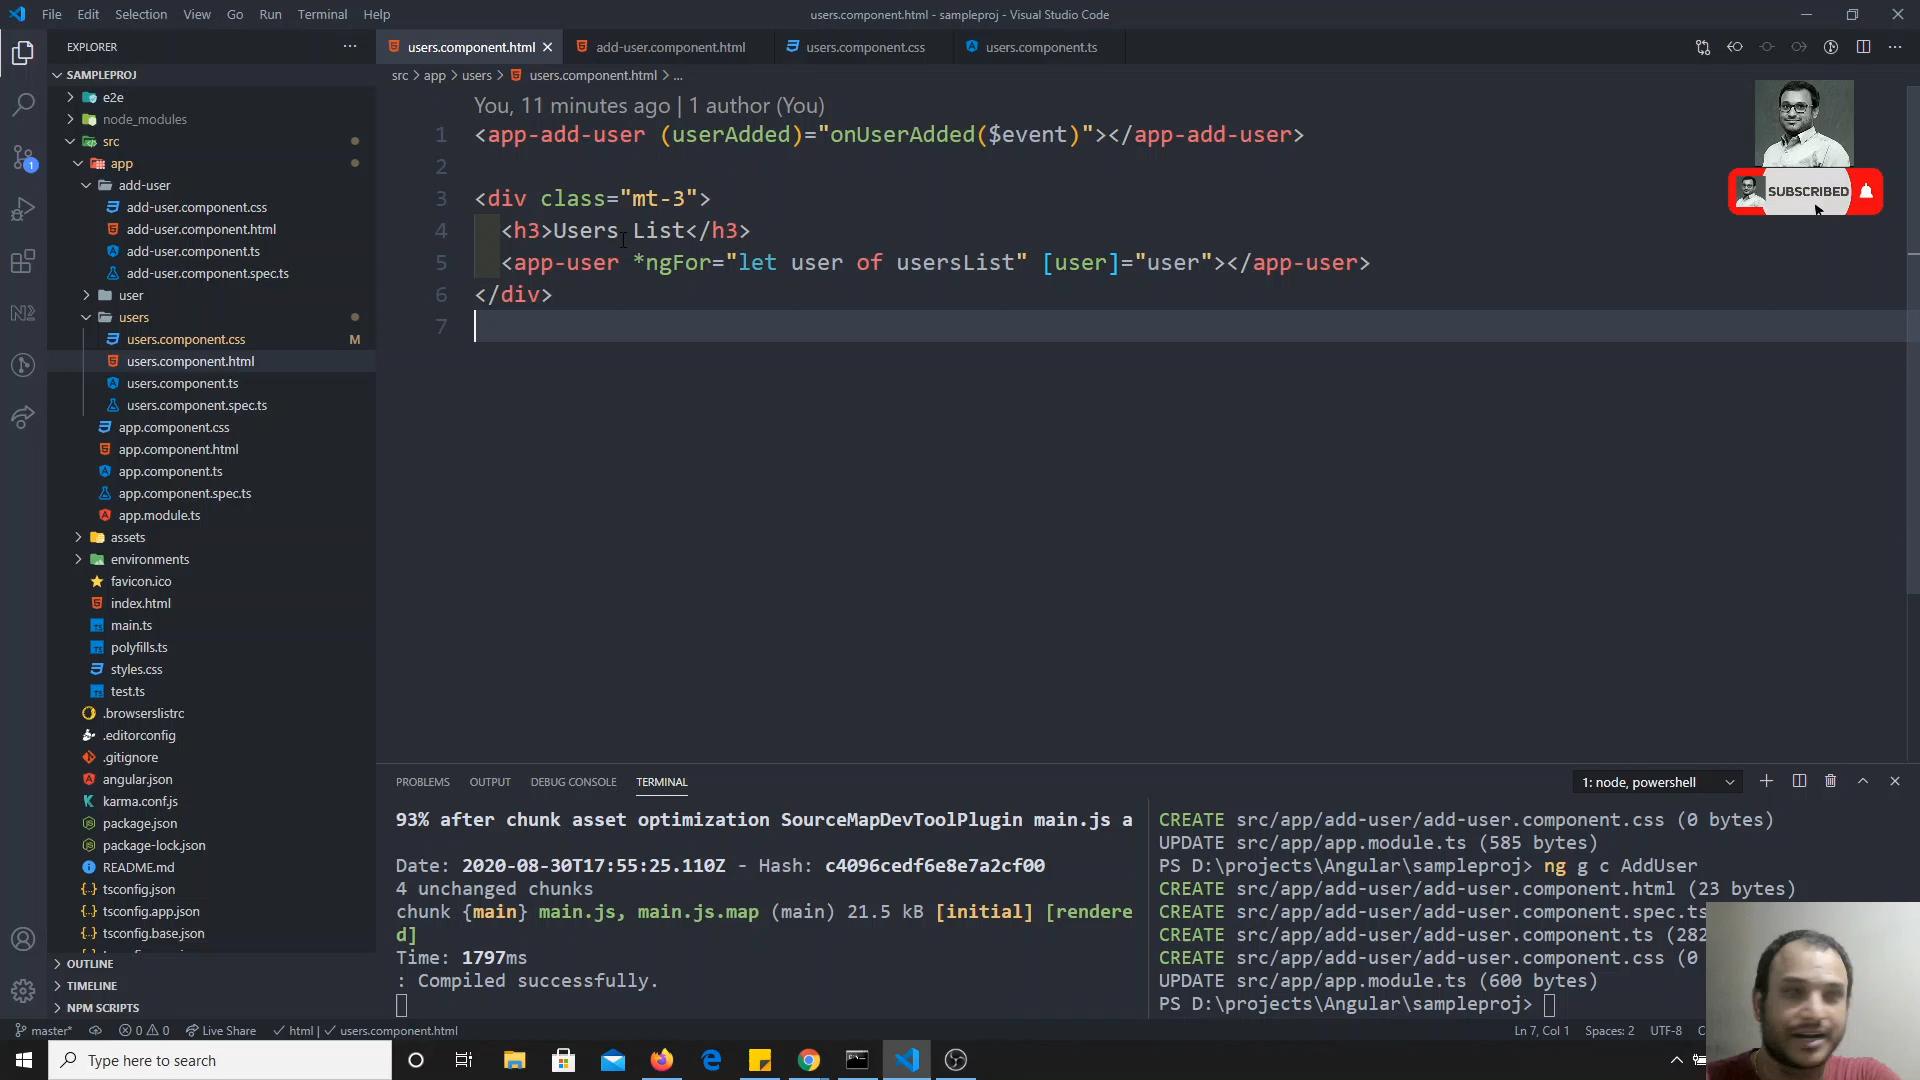 File Edit Selection View Go Run Terminal Help
users.component.html - sampleproj - Visual Studio Code
EXPLORER
users.component.html
add-user.component.html
users.component.css
users.component.ts
SAMPLEPROJ
src > app > users > users.component.html > ...
e2e
node_modules
src
app
add-user
add-user.component.css
add-user.component.html
add-user.component.ts
add-user.component.spec.ts
user
users
users.component.css M
users.component.html
users.component.ts
users.component.spec.ts
app.component.css
app.component.html
app.component.ts
app.component.spec.ts
app.module.ts
assets
environments
favicon.ico
index.html
main.ts
polyfills.ts
styles.css
test.ts
.browserslistrc
.editorconfig
.gitignore
angular.json
karma.conf.js
package.json
package-lock.json
README.md
tsconfig.json
tsconfig.app.json
tsconfig.base.json
OUTLINE
TIMELINE
NPM SCRIPTS
1
You, 11 minutes ago | 1 author (You)
1 <app-add-user (userAdded)="onUserAdded($event)"></app-add-user>
2
3 <div class="mt-3">
4 <h3>Users List</h3>
5 <app-user *ngFor="let user of usersList" [user]="user"></app-user>
6 </div>
7
SUBSCRIBED
PROBLEMS OUTPUT DEBUG CONSOLE TERMINAL
1: node, powershell
93% after chunk asset optimization SourceMapDevToolPlugin main.js a
Date: 2020-08-30T17:55:25.110Z - Hash: c4096cedf6e8e7a2cf00
4 unchanged chunks
chunk {main} main.js, main.js.map (main) 21.5 kB [initial] [rendere
d]
Time: 1797ms
: Compiled successfully.
CREATE src/app/add-user/add-user.component.css (0 bytes)
UPDATE src/app/app.module.ts (585 bytes)
PS D:\projects\Angular\sampleproj> ng g c AddUser
CREATE src/app/add-user/add-user.component.html (23 bytes)
CREATE src/app/add-user/add-user.component.spec.ts
CREATE src/app/add-user/add-user.component.ts (282
CREATE src/app/add-user/add-user.component.css (0
UPDATE src/app/app.module.ts (600 bytes)
PS D:\projects\Angular\sampleproj>
master* 0 0 Live Share html | users.component.html
Ln 7, Col 1 Spaces: 2 UTF-8
Type here to search